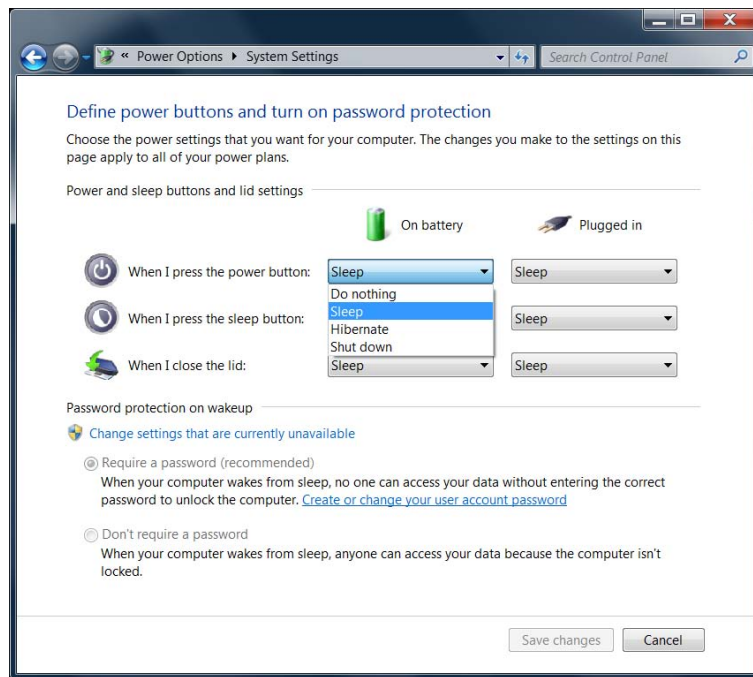 « Power Options ▸ System Settings
Search Control Panel
Define power buttons and turn on password protection
Choose the power settings that you want for your computer. The changes you make to the settings on this
page apply to all of your power plans.
Power and sleep buttons and lid settings
On battery
Plugged in
When I press the power button:
Sleep
Sleep
Do nothing
Sleep
Hibernate
Shut down
When I press the sleep button:
Sleep
When I close the lid:
Sleep
Sleep
Password protection on wakeup
Change settings that are currently unavailable
Require a password (recommended)
When your computer wakes from sleep, no one can access your data without entering the correct
password to unlock the computer. Create or change your user account password
Don't require a password
When your computer wakes from sleep, anyone can access your data because the computer isn't
locked.
Save changes
Cancel